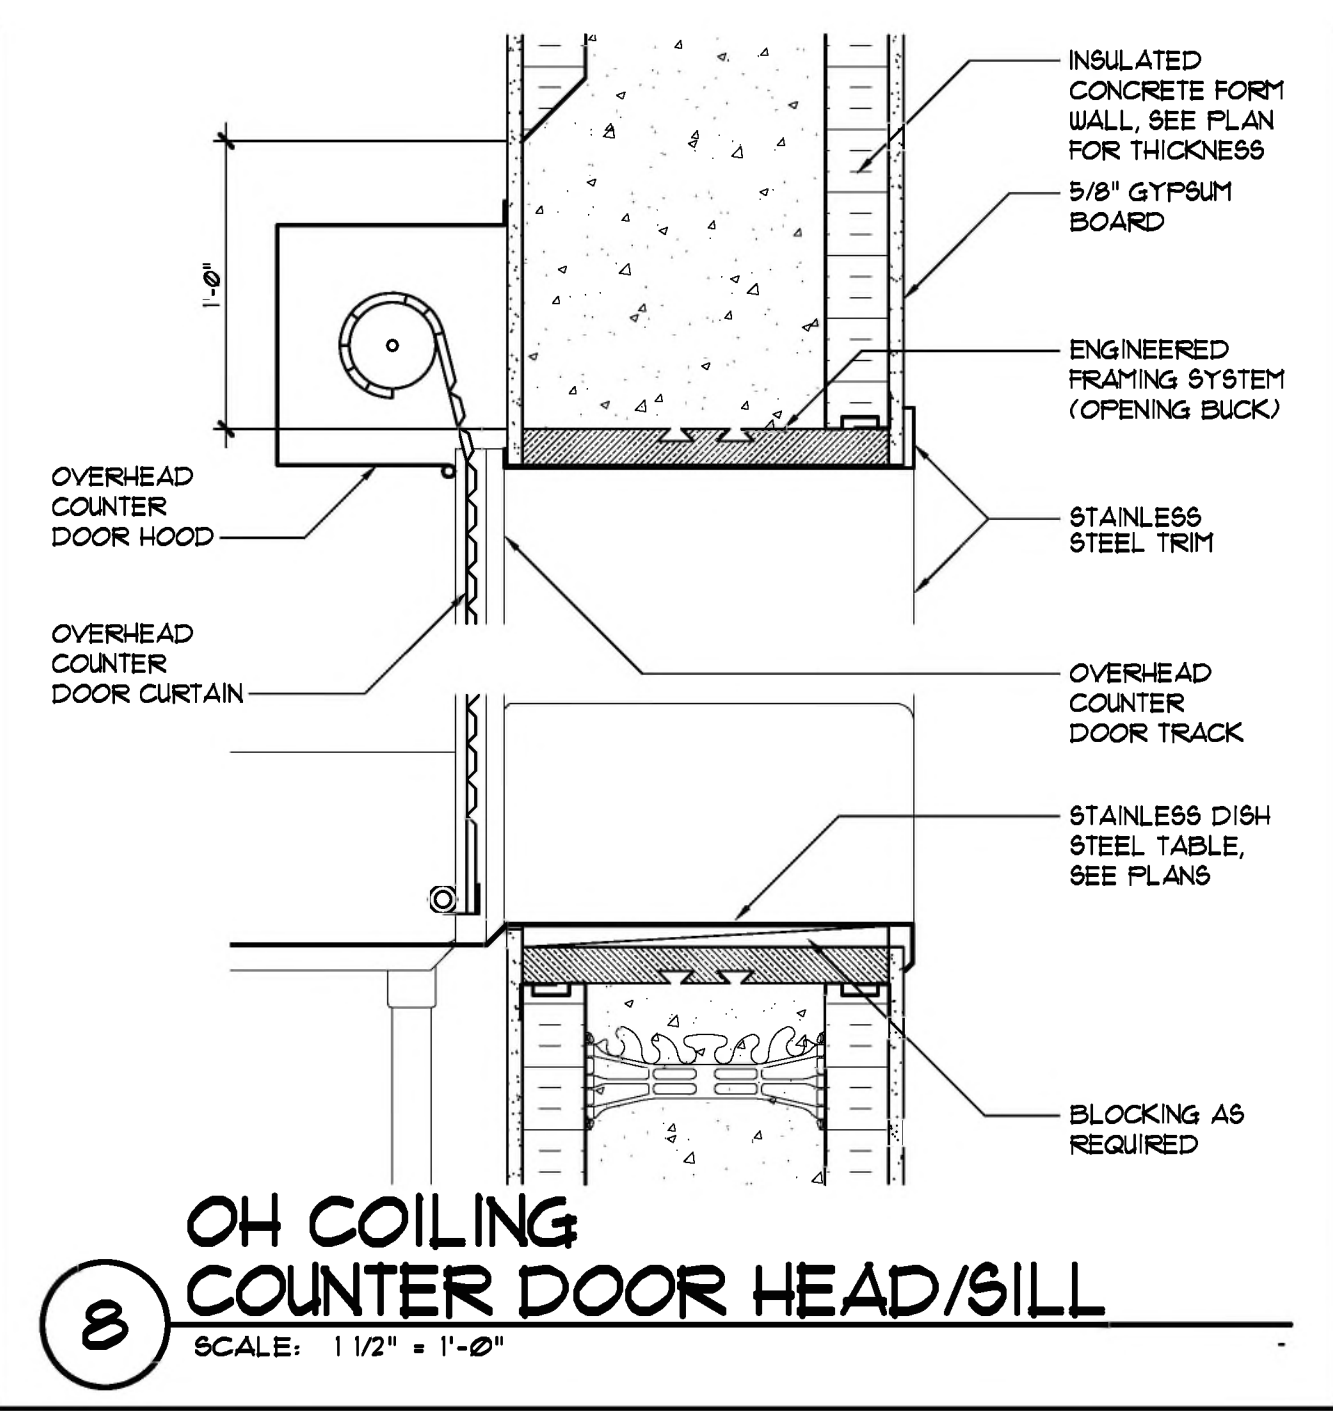 INSULATED
CONCRETE FORM
WALL, SEE PLAN
FOR THICKNESS
5/8" GYPSUM
BOARD
1'-0"
ENGINEERED
FRAMING SYSTEM
(OPENING BUCK)
OVERHEAD
COUNTER
DOOR HOOD
STAINLESS
STEEL TRIM
OVERHEAD
COUNTER
DOOR CURTAIN
OVERHEAD
COUNTER
DOOR TRACK
STAINLESS DISH
STEEL TABLE,
SEE PLANS
BLOCKING AS
REQUIRED
OH COILING
COUNTER DOOR HEAD/SILL
8
SCALE: 1 1/2" = 1'-0"
-